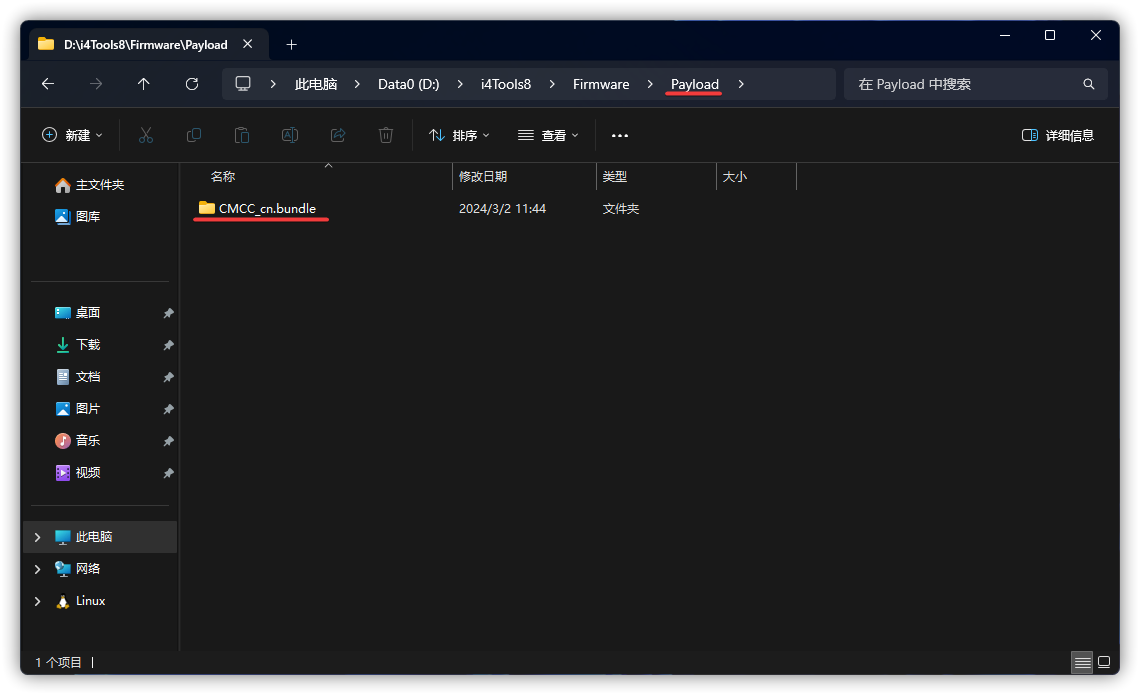 D:\i4Tools8\Firmware\Payload
此电脑 Data0 (D:) i4Tools8 Firmware Payload 在 Payload 中搜索
新建 排序 查看 详细信息
名称 修改日期 类型 大小
CMCC_cn.bundle 2024/3/2 11:44 文件夹
主文件夹
图库
桌面
下载
文档
图片
音乐
视频
此电脑
网络
Linux
1 个项目